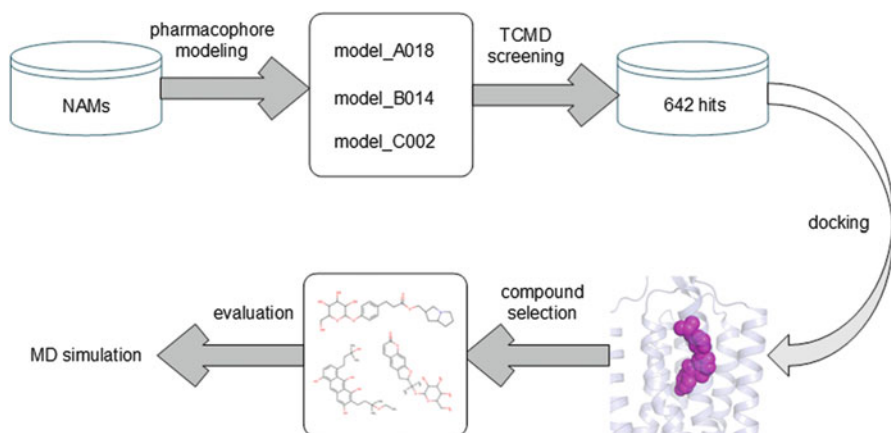 pharmacophore
modeling
TCMD
screening
NAMs
model_A018
model_B014
model_C002
642 hits
docking
compound
selection
evaluation
MD simulation